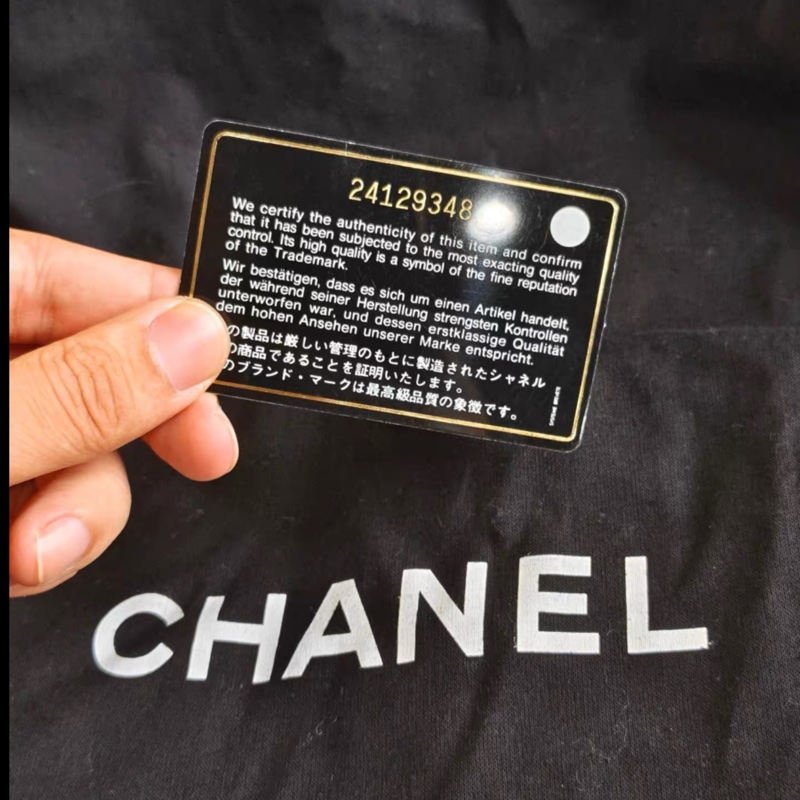 24129348
We certify the authenticity of this item and confirm
that it has been subjected to the most exacting quality
control. Its high quality is a symbol of the fine reputation
of the Trademark.
Wir bestätigen, dass es sich um einen Artikel handelt,
der während seiner Herstellung strengsten Kontrollen
unterworfen war, und dessen erstklassige Qualität
dem hohen Ansehen unserer Marke entspricht.
の製品は厳しい管理のもとに製造されたシャネル
の商品であることを証明いたします。
のブランド・マークは最高級品質の象徴です。
CHANEL